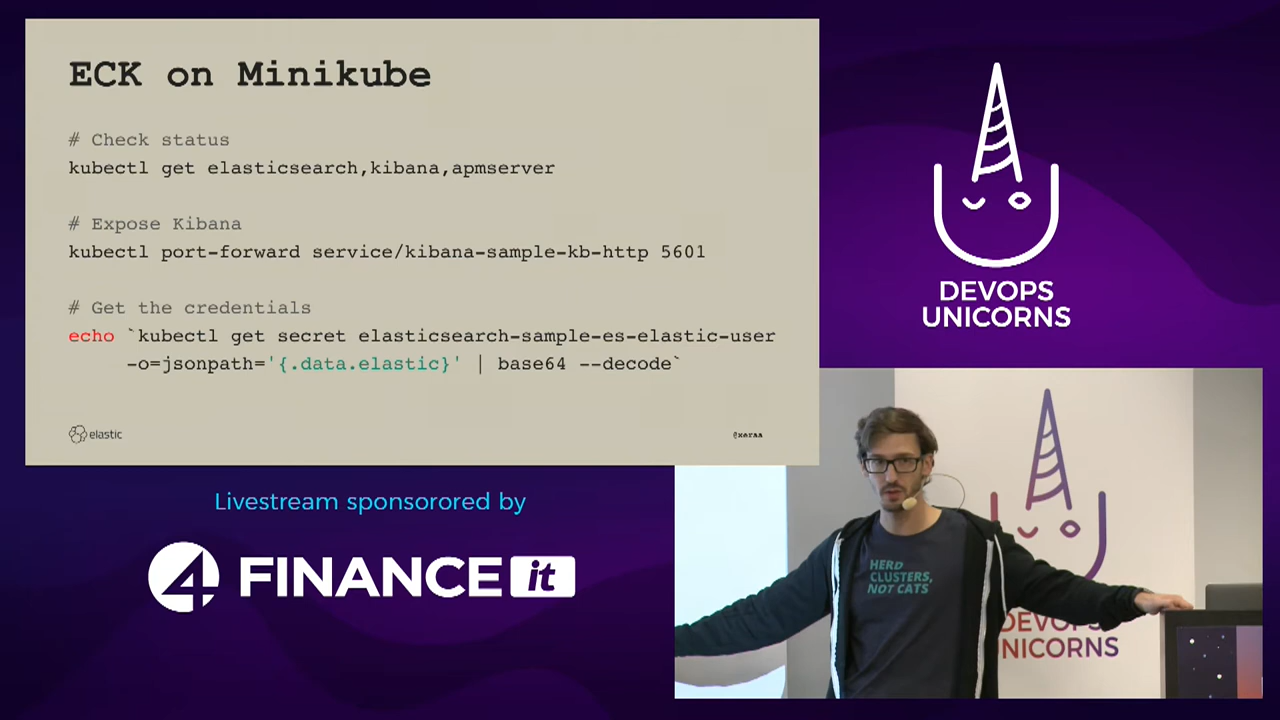 ECK on Minikube
# Check status
kubectl get elasticsearch,kibana,apmserver
# Expose Kibana
kubectl port-forward service/kibana-sample-kb-http 5601
# Get the credentials
echo `kubectl get secret elasticsearch-sample-es-elastic-user
-o=jsonpath='{.data.elastic}' | base64 --decode`
elastic
@xeraa
DEVOPS
UNICORNS
Livestream sponsorored by
4FINANCE it
HERD
CLUSTERS,
NOT CATS
DEVOPS
UNICORNS